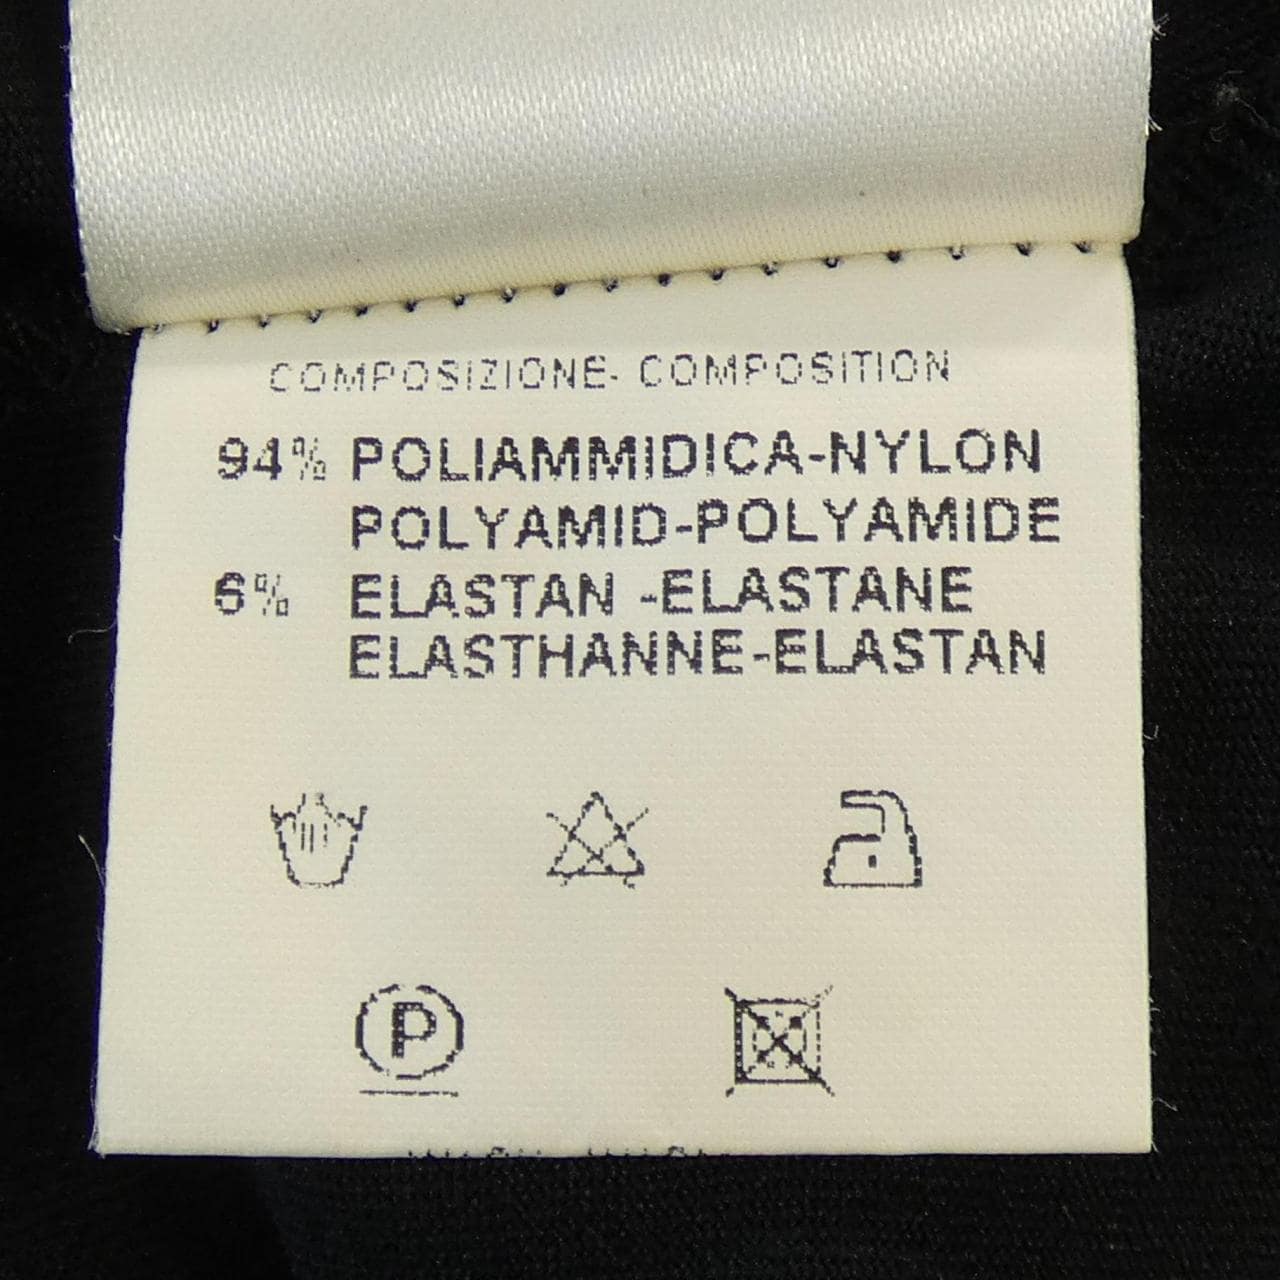 COMPOSIZIONE- COMPOSITION
94% POLIAMMIDICA-NYLON
POLYAMID-POLYAMIDE
6% ELASTAN -ELASTANE
ELASTHANNE-ELASTAN
P